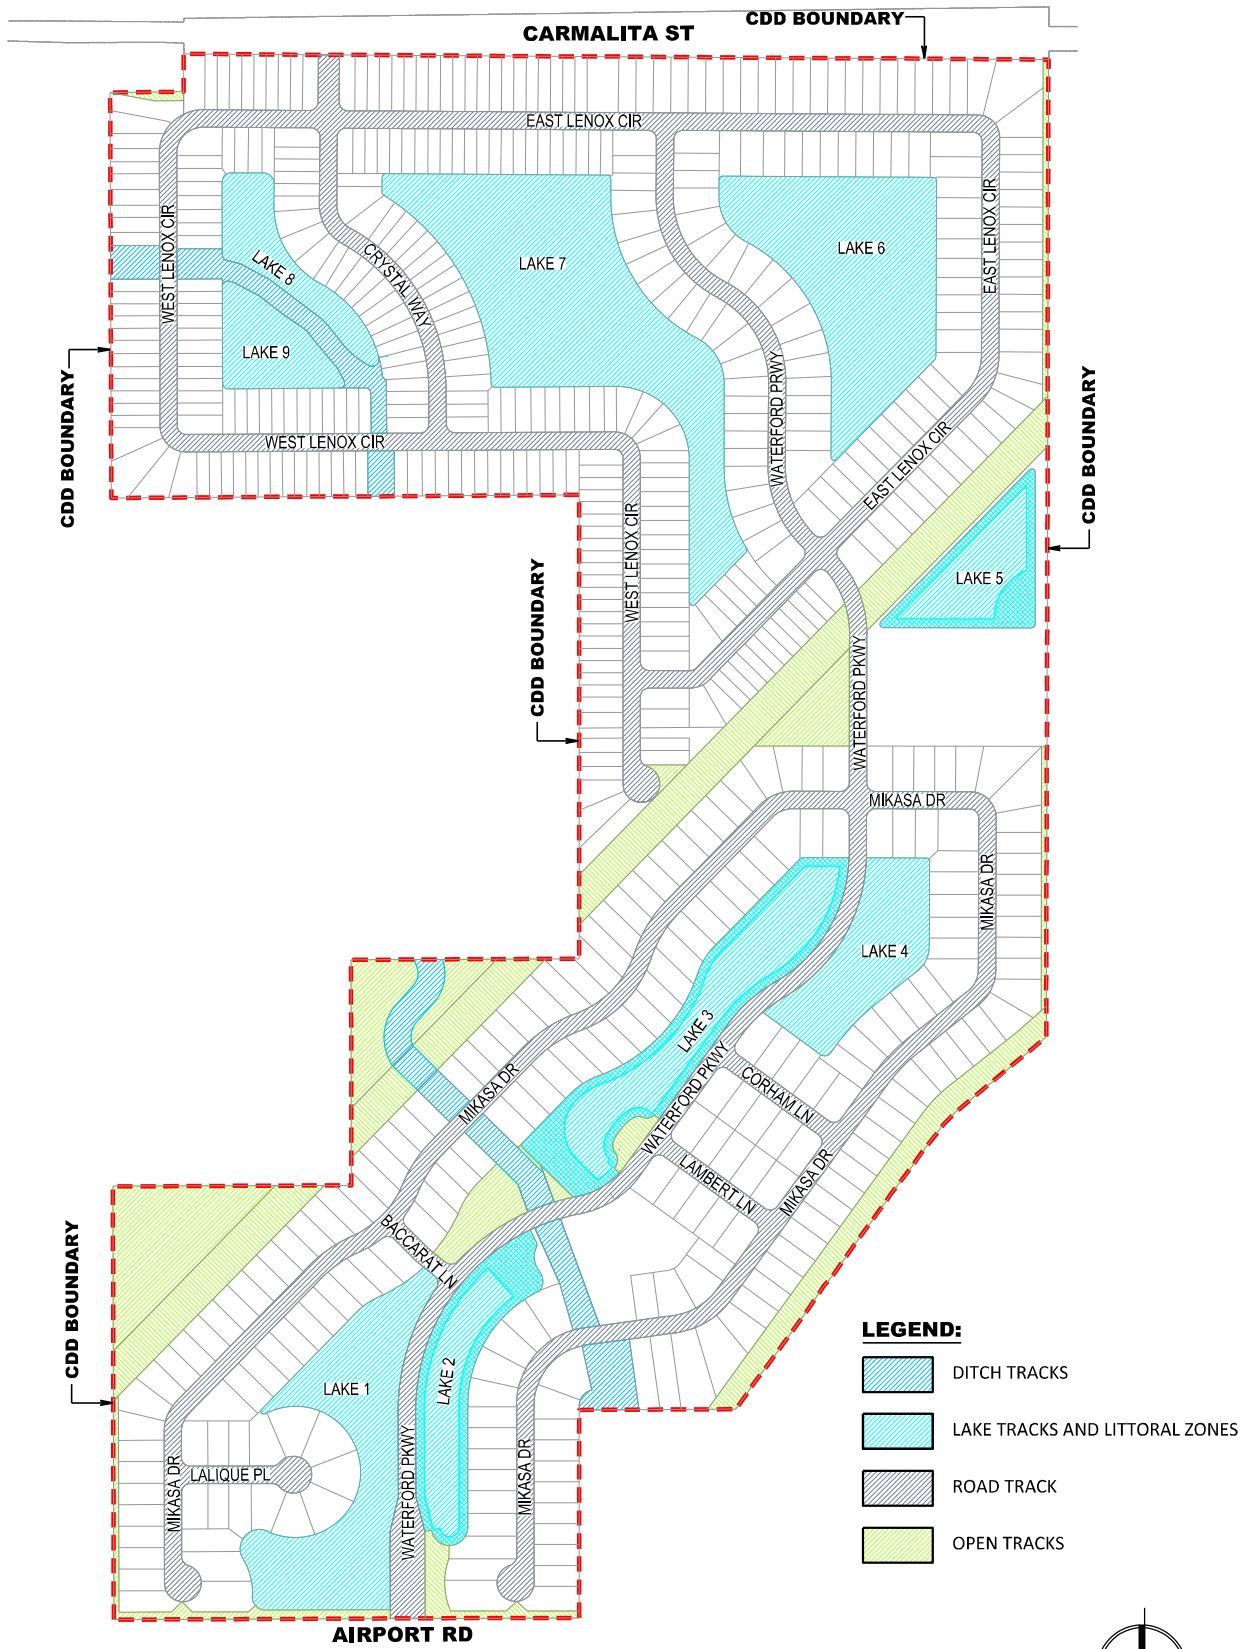 CDD BOUNDARY
CARMALITA ST
EAST LENOX CIR
WEST LENOX CIR
EAST LENOX CIR
LAKE 6
LAKE 7
LAKE 8
CRYSTAL WAY
LAKE 9
WATERFORD PRWY
CDD BOUNDARY
CDD BOUNDARY
WEST LENOX CIR
EAST LENOX CIR
WEST LENOX CIR
LAKE 5
CDD BOUNDARY
WATERFORD PKWY
MIKASA DR
MIKASA DR
LAKE 4
LAKE 3
MIKASA DR
WATERFORD PKWY
CORHAM LN
LAMBERT LN
MIKASA DR
BACCARAT LN
CDD BOUNDARY
LAKE 1
LAKE 2
LALIQUE PL
MIKASA DR
WATERFORD PKWY
MIKASA DR
AIRPORT RD
LEGEND:
DITCH TRACKS
LAKE TRACKS AND LITTORAL ZONES
ROAD TRACK
OPEN TRACKS